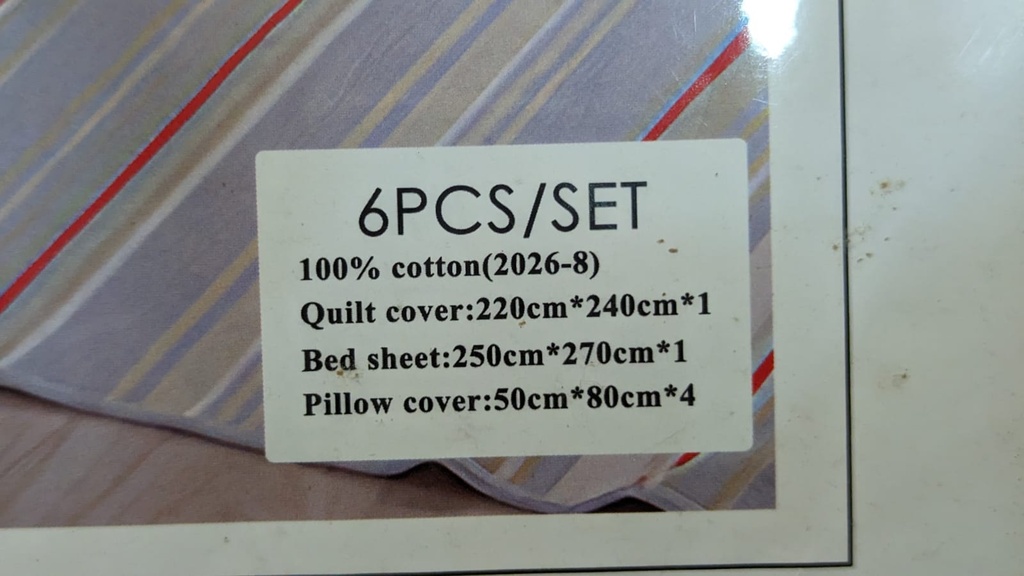 6PCS/SET
100% cotton(2026-8)
Quilt cover:220cm*240cm*1
Bed sheet:250cm*270cm*1
Pillow cover:50cm*80cm*4